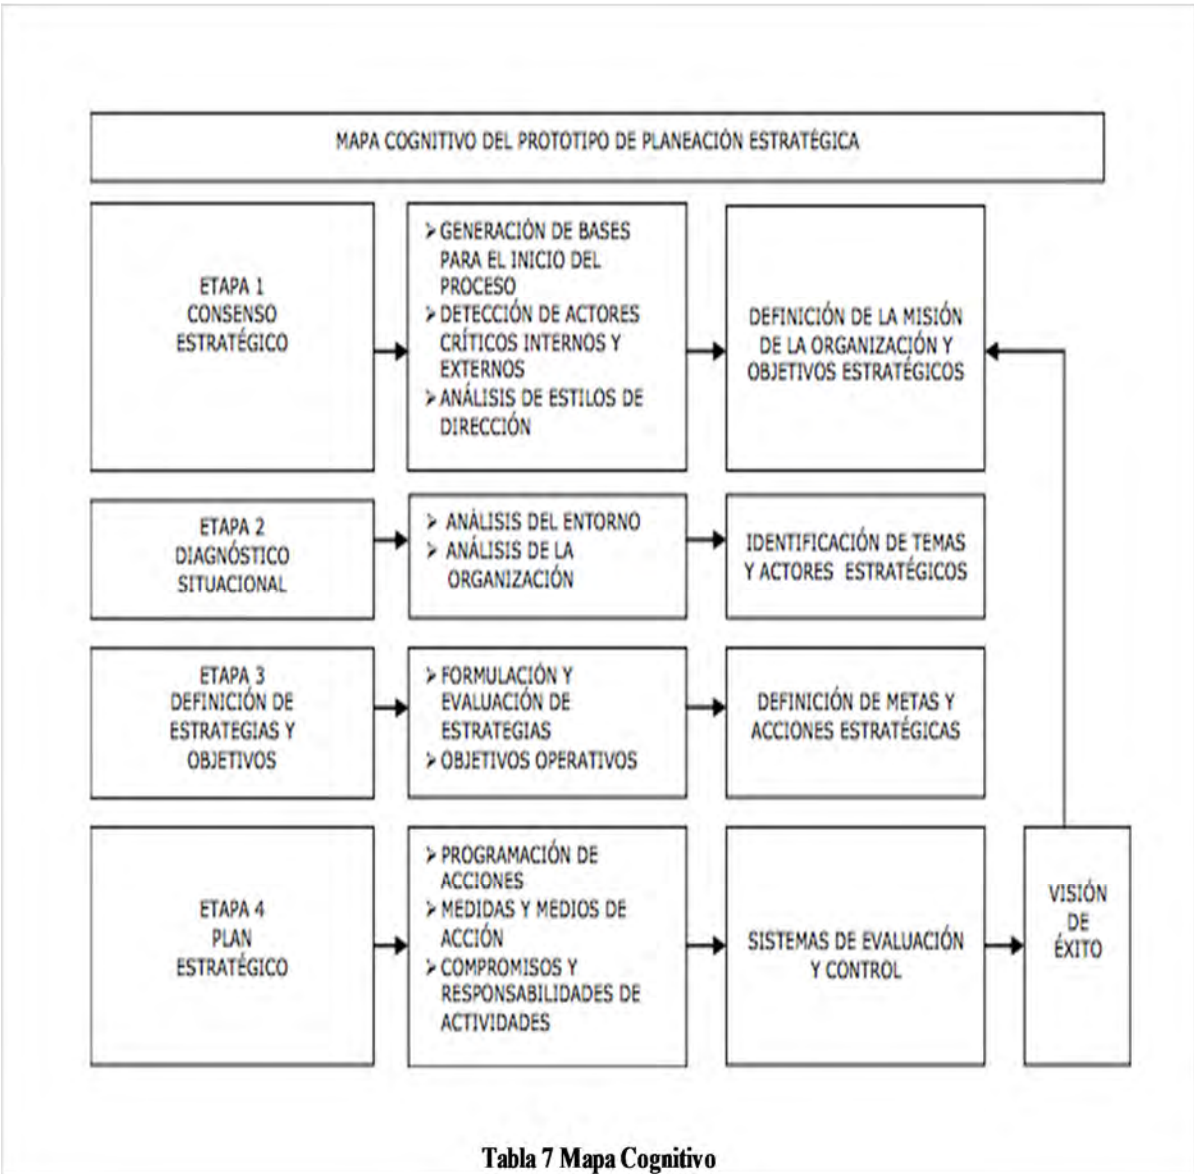 MAPA COGNITIVO DEL PROTOTIPO DE PLANEACIÓN ESTRATÉGICA
ETAPA 1
CONSENSO
ESTRATÉGICO
➢ GENERACIÓN DE BASES
PARA EL INICIO DEL
PROCESO
➢ DETECCIÓN DE ACTORES
CRÍTICOS INTERNOS Y
EXTERNOS
➢ ANÁLISIS DE ESTILOS DE
DIRECCIÓN
DEFINICIÓN DE LA MISIÓN
DE LA ORGANIZACIÓN Y
OBJETIVOS ESTRATÉGICOS
ETAPA 2
DIAGNÓSTICO
SITUACIONAL
➢ ANÁLISIS DEL ENTORNO
➢ ANÁLISIS DE LA
ORGANIZACIÓN
IDENTIFICACIÓN DE TEMAS
Y ACTORES ESTRATÉGICOS
ETAPA 3
DEFINICIÓN DE
ESTRATEGIAS Y
OBJETIVOS
➢ FORMULACIÓN Y
EVALUACIÓN DE
ESTRATEGIAS
➢ OBJETIVOS OPERATIVOS
DEFINICIÓN DE METAS Y
ACCIONES ESTRATÉGICAS
ETAPA 4
PLAN
ESTRATÉGICO
➢ PROGRAMACIÓN DE
ACCIONES
➢ MEDIDAS Y MEDIOS DE
ACCIÓN
➢ COMPROMISOS Y
RESPONSABILIDADES DE
ACTIVIDADES
SISTEMAS DE EVALUACIÓN
Y CONTROL
VISIÓN
DE
ÉXITO
Tabla 7 Mapa Cognitivo